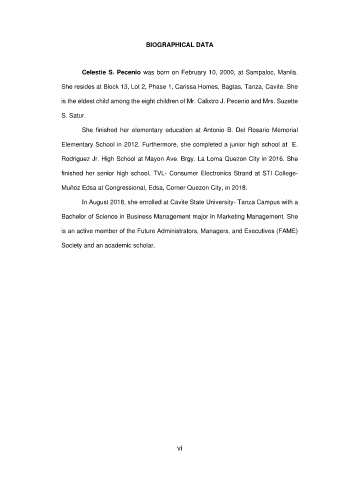 BIOGRAPHICAL DATA
Celestie S. Pecenio was born on February 10, 2000, at Sampaloc, Manila.
She resides at Block 13, Lot 2, Phase 1, Carissa Homes, Bagtas, Tanza, Cavite. She
is the eldest child among the eight children of Mr. Calixtro J. Pecenio and Mrs. Suzette
S. Satur.
She finished her elementary education at Antonio B. Del Rosario Memorial
Elementary School in 2012. Furthermore, she completed a junior high school at E.
Rodriguez Jr. High School at Mayon Ave. Brgy. La Loma Quezon City in 2016. She
finished her senior high school, TVL- Consumer Electronics Strand at STI College-
Muñoz Edsa at Congressional, Edsa, Corner Quezon City, in 2018.
In August 2018, she enrolled at Cavite State University- Tanza Campus with a
Bachelor of Science in Business Management major in Marketing Management. She
is an active member of the Future Administrators, Managers, and Executives (FAME)
Society and an academic scholar.
vi